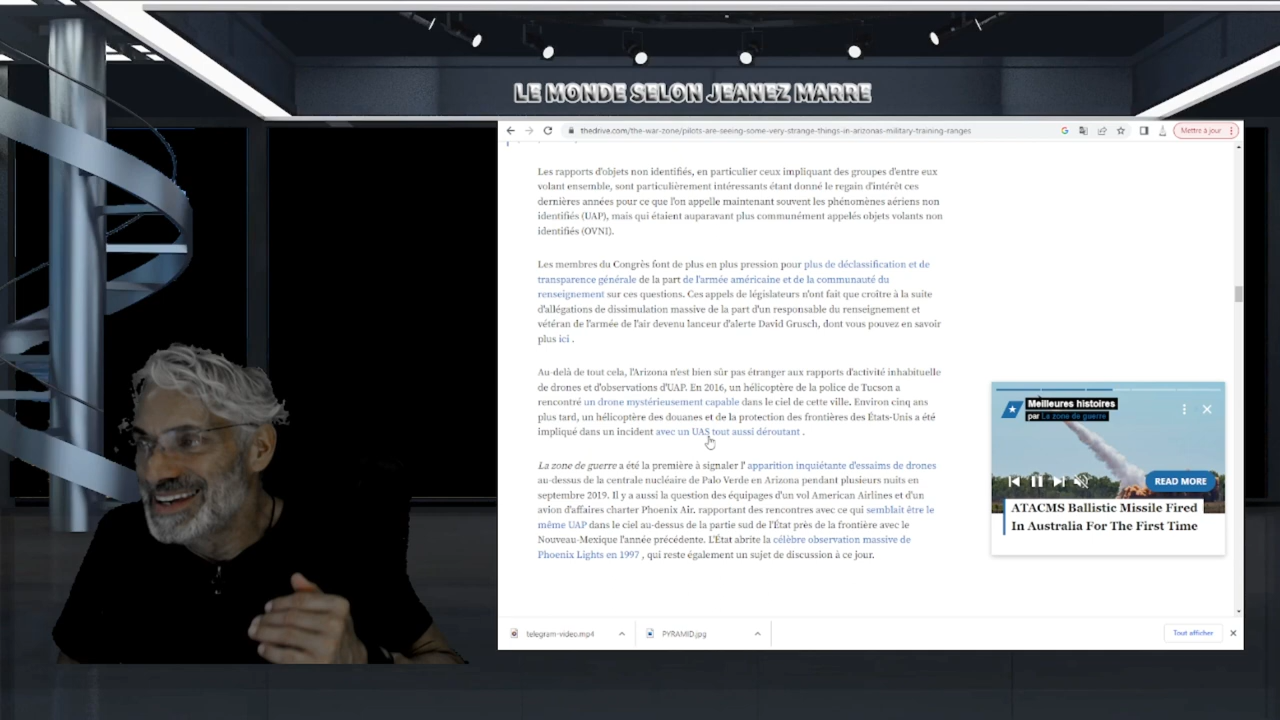 LE MONDE SELON JEANEZ MARRE
thedrive.com/the-war-zone/pilots-are-seeing-some-very-strange-things-in-arizonas-military-training-ranges
Mettre à jour
Les rapports d'objets non identifiés, en particulier ceux impliquant des groupes d'entre eux
volant ensemble, sont particulièrement intéressants étant donné le regain d'intérêt ces
dernières années pour ce que l'on appelle maintenant souvent les phénomènes aériens non
identifiés (UAP), mais qui étaient auparavant plus communément appelés objets volants non
identifiés (OVNI).
Les membres du Congrès font de plus en plus pression pour plus de déclassification et de
transparence générale de la part de l'armée américaine et de la communauté du
renseignement sur ces questions. Ces appels de législateurs n'ont fait que croître à la suite
d'allégations de dissimulation massive de la part d'un responsable du renseignement et
vétéran de l'armée de l'air devenu lanceur d'alerte David Grusch, dont vous pouvez en savoir
plus ici .
Au-delà de tout cela, l'Arizona n'est bien sûr pas étranger aux rapports d'activité inhabituelle
de drones et d'observations d'UAP. En 2016, un hélicoptère de la police de Tucson a
rencontré un drone mystérieusement capable dans le ciel de cette ville. Environ cinq ans
plus tard, un hélicoptère des douanes et de la protection des frontières des États-Unis a été
impliqué dans un incident avec un UAS tout aussi déroutant .
La zone de guerre a été la première à signaler l' apparition inquiétante d'essaims de drones
au-dessus de la centrale nucléaire de Palo Verde en Arizona pendant plusieurs nuits en
septembre 2019. Il y a aussi la question des équipages d'un vol American Airlines et d'un
avion d'affaires charter Phoenix Air. rapportant des rencontres avec ce qui semblait être le
même UAP dans le ciel au-dessus de la partie sud de l'État près de la frontière avec le
Nouveau-Mexique l'année précédente. L'État abrite la célèbre observation massive de
Phoenix Lights en 1997 , qui reste également un sujet de discussion à ce jour.
Meilleures histoires
par La zone de guerre
READ MORE
ATACMS Ballistic Missile Fired
In Australia For The First Time
telegram-video.mp4
PYRAMID.jpg
Tout afficher